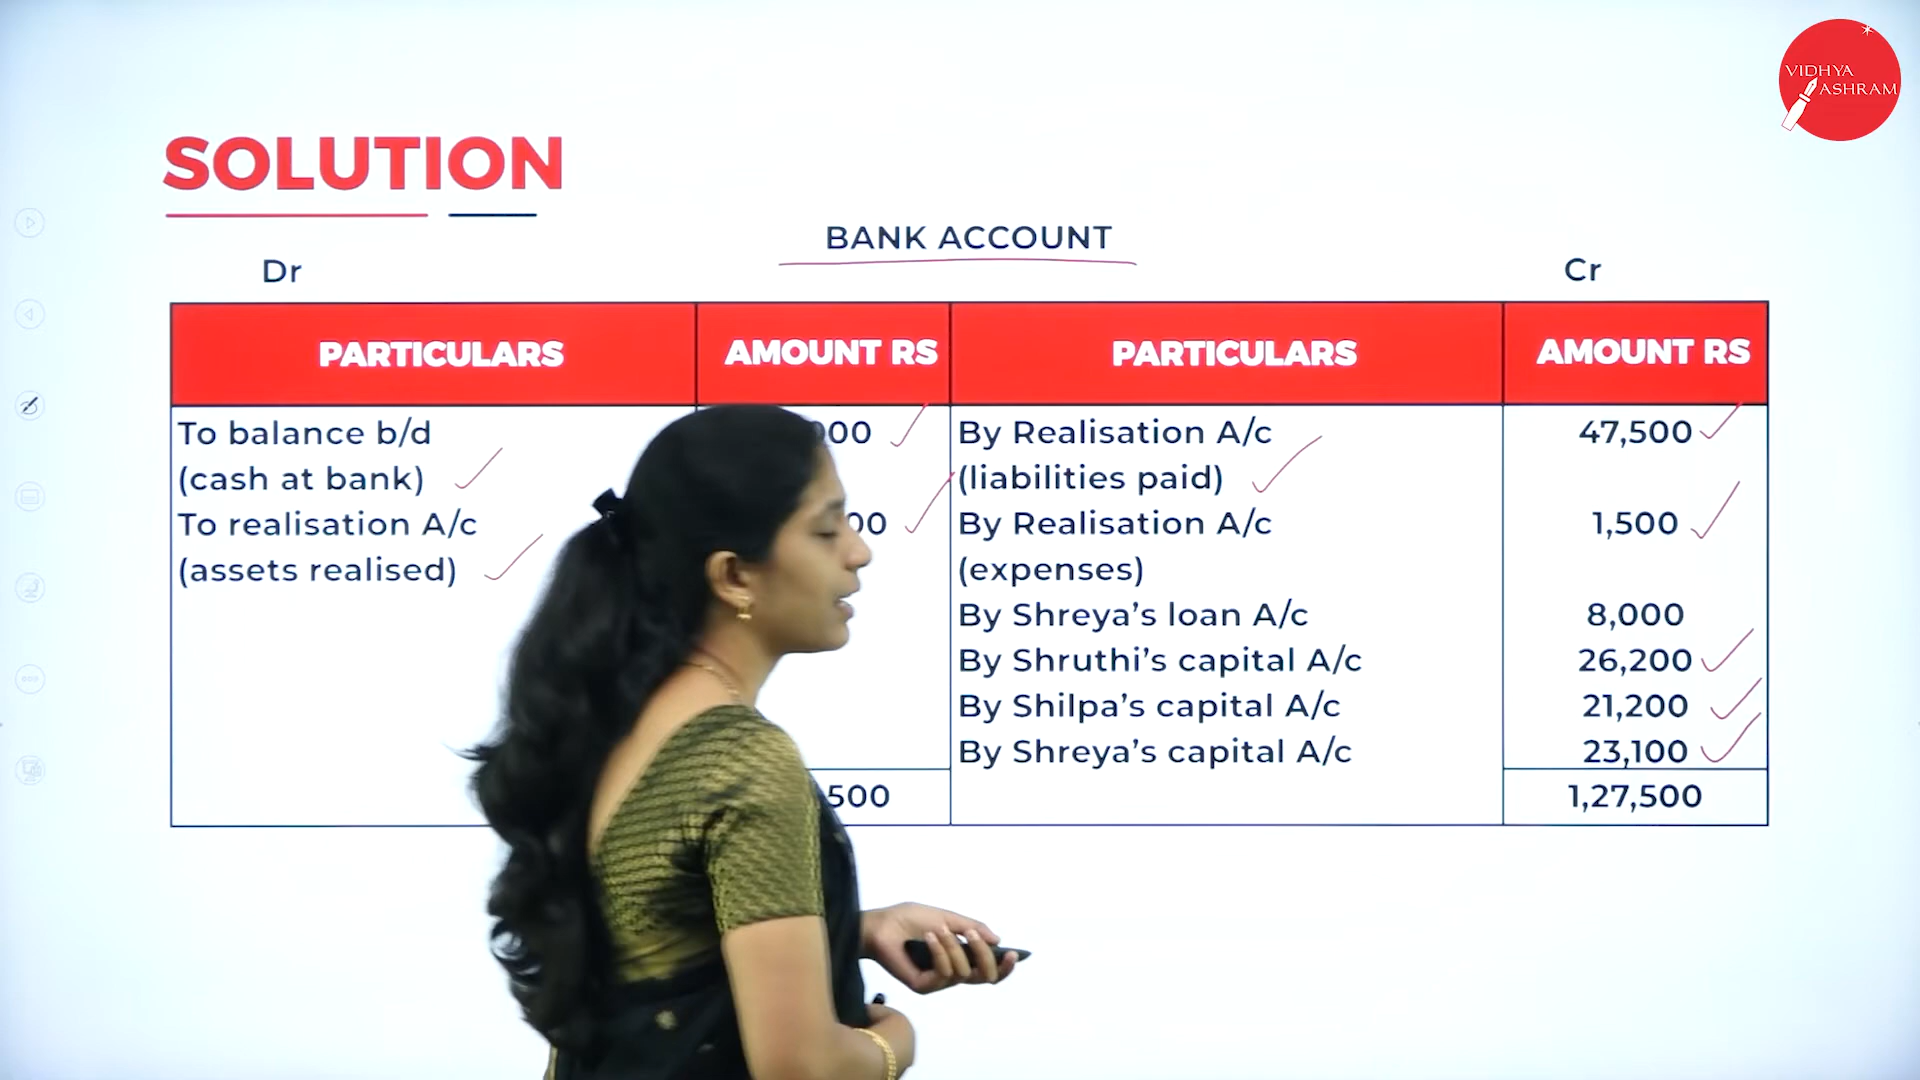 VIDHYA
ASHRAM
SOLUTION
BANK ACCOUNT
Dr
Cr
PARTICULARS AMOUNT RS PARTICULARS AMOUNT RS
To balance b/d
(cash at bank)
To realisation A/c
(assets realised)
By Realisation A/c 47,500
(liabilities paid)
By Realisation A/c 1,500
(expenses)
By Shreya’s loan A/c 8,000
By Shruthi’s capital A/c 26,200
By Shilpa’s capital A/c 21,200
By Shreya’s capital A/c 23,100
1,27,500